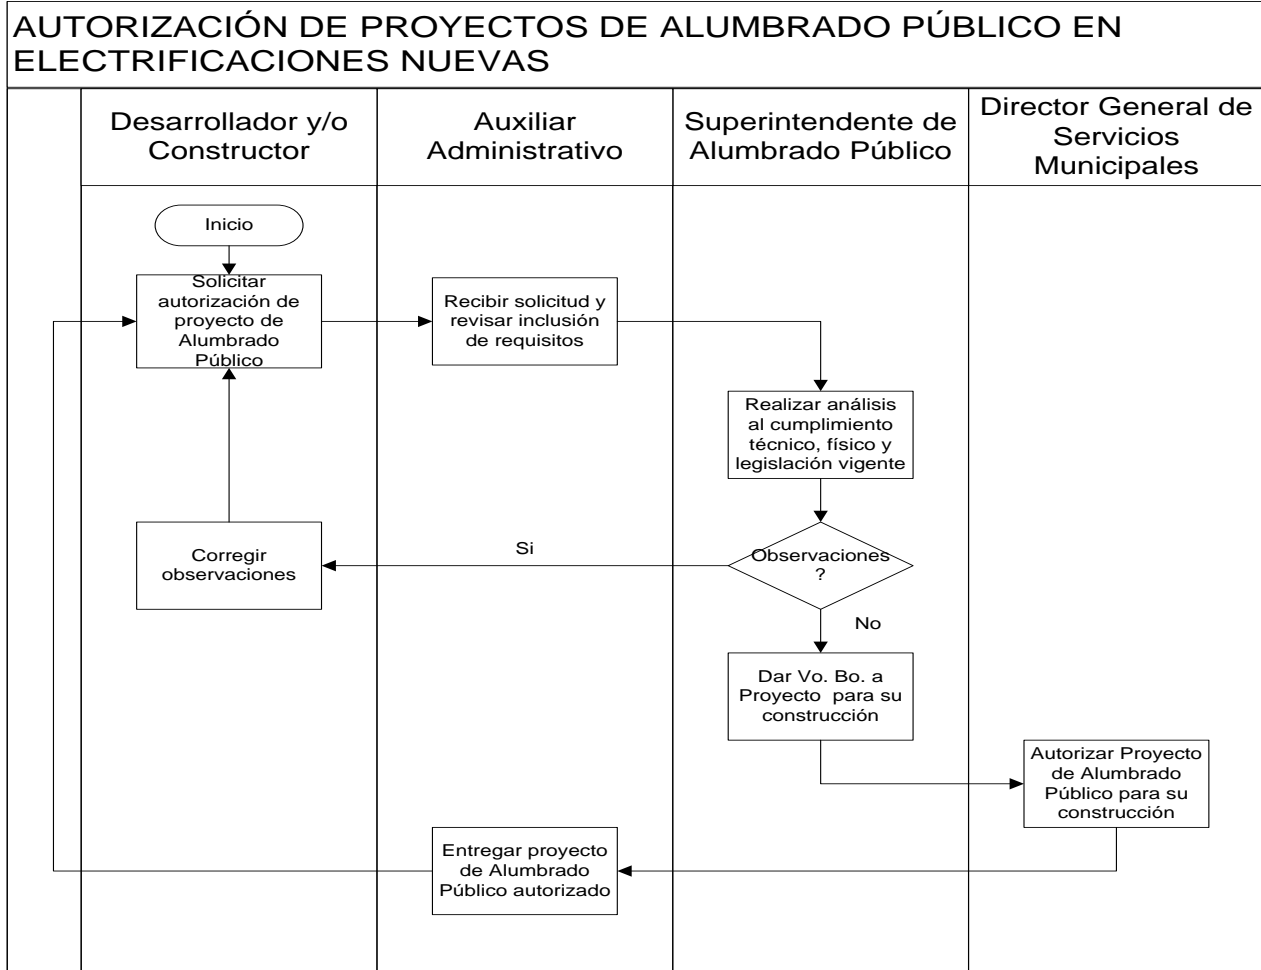 AUTORIZACIÓN DE PROYECTOS DE ALUMBRADO PÚBLICO EN
ELECTRIFICACIONES NUEVAS
Desarrollador y/o
Constructor
Auxiliar
Administrativo
Superintendente de
Alumbrado Público
Director General de
Servicios
Municipales
Inicio
Solicitar
autorización de
proyecto de
Alumbrado
Público
Recibir solicitud y
revisar inclusión
de requisitos
Realizar análisis
al cumplimiento
técnico, físico y
legislación vigente
Observaciones
?
Si
Corregir
observaciones
No
Dar Vo. Bo. a
Proyecto para su
construcción
Autorizar Proyecto
de Alumbrado
Público para su
construcción
Entregar proyecto
de Alumbrado
Público autorizado